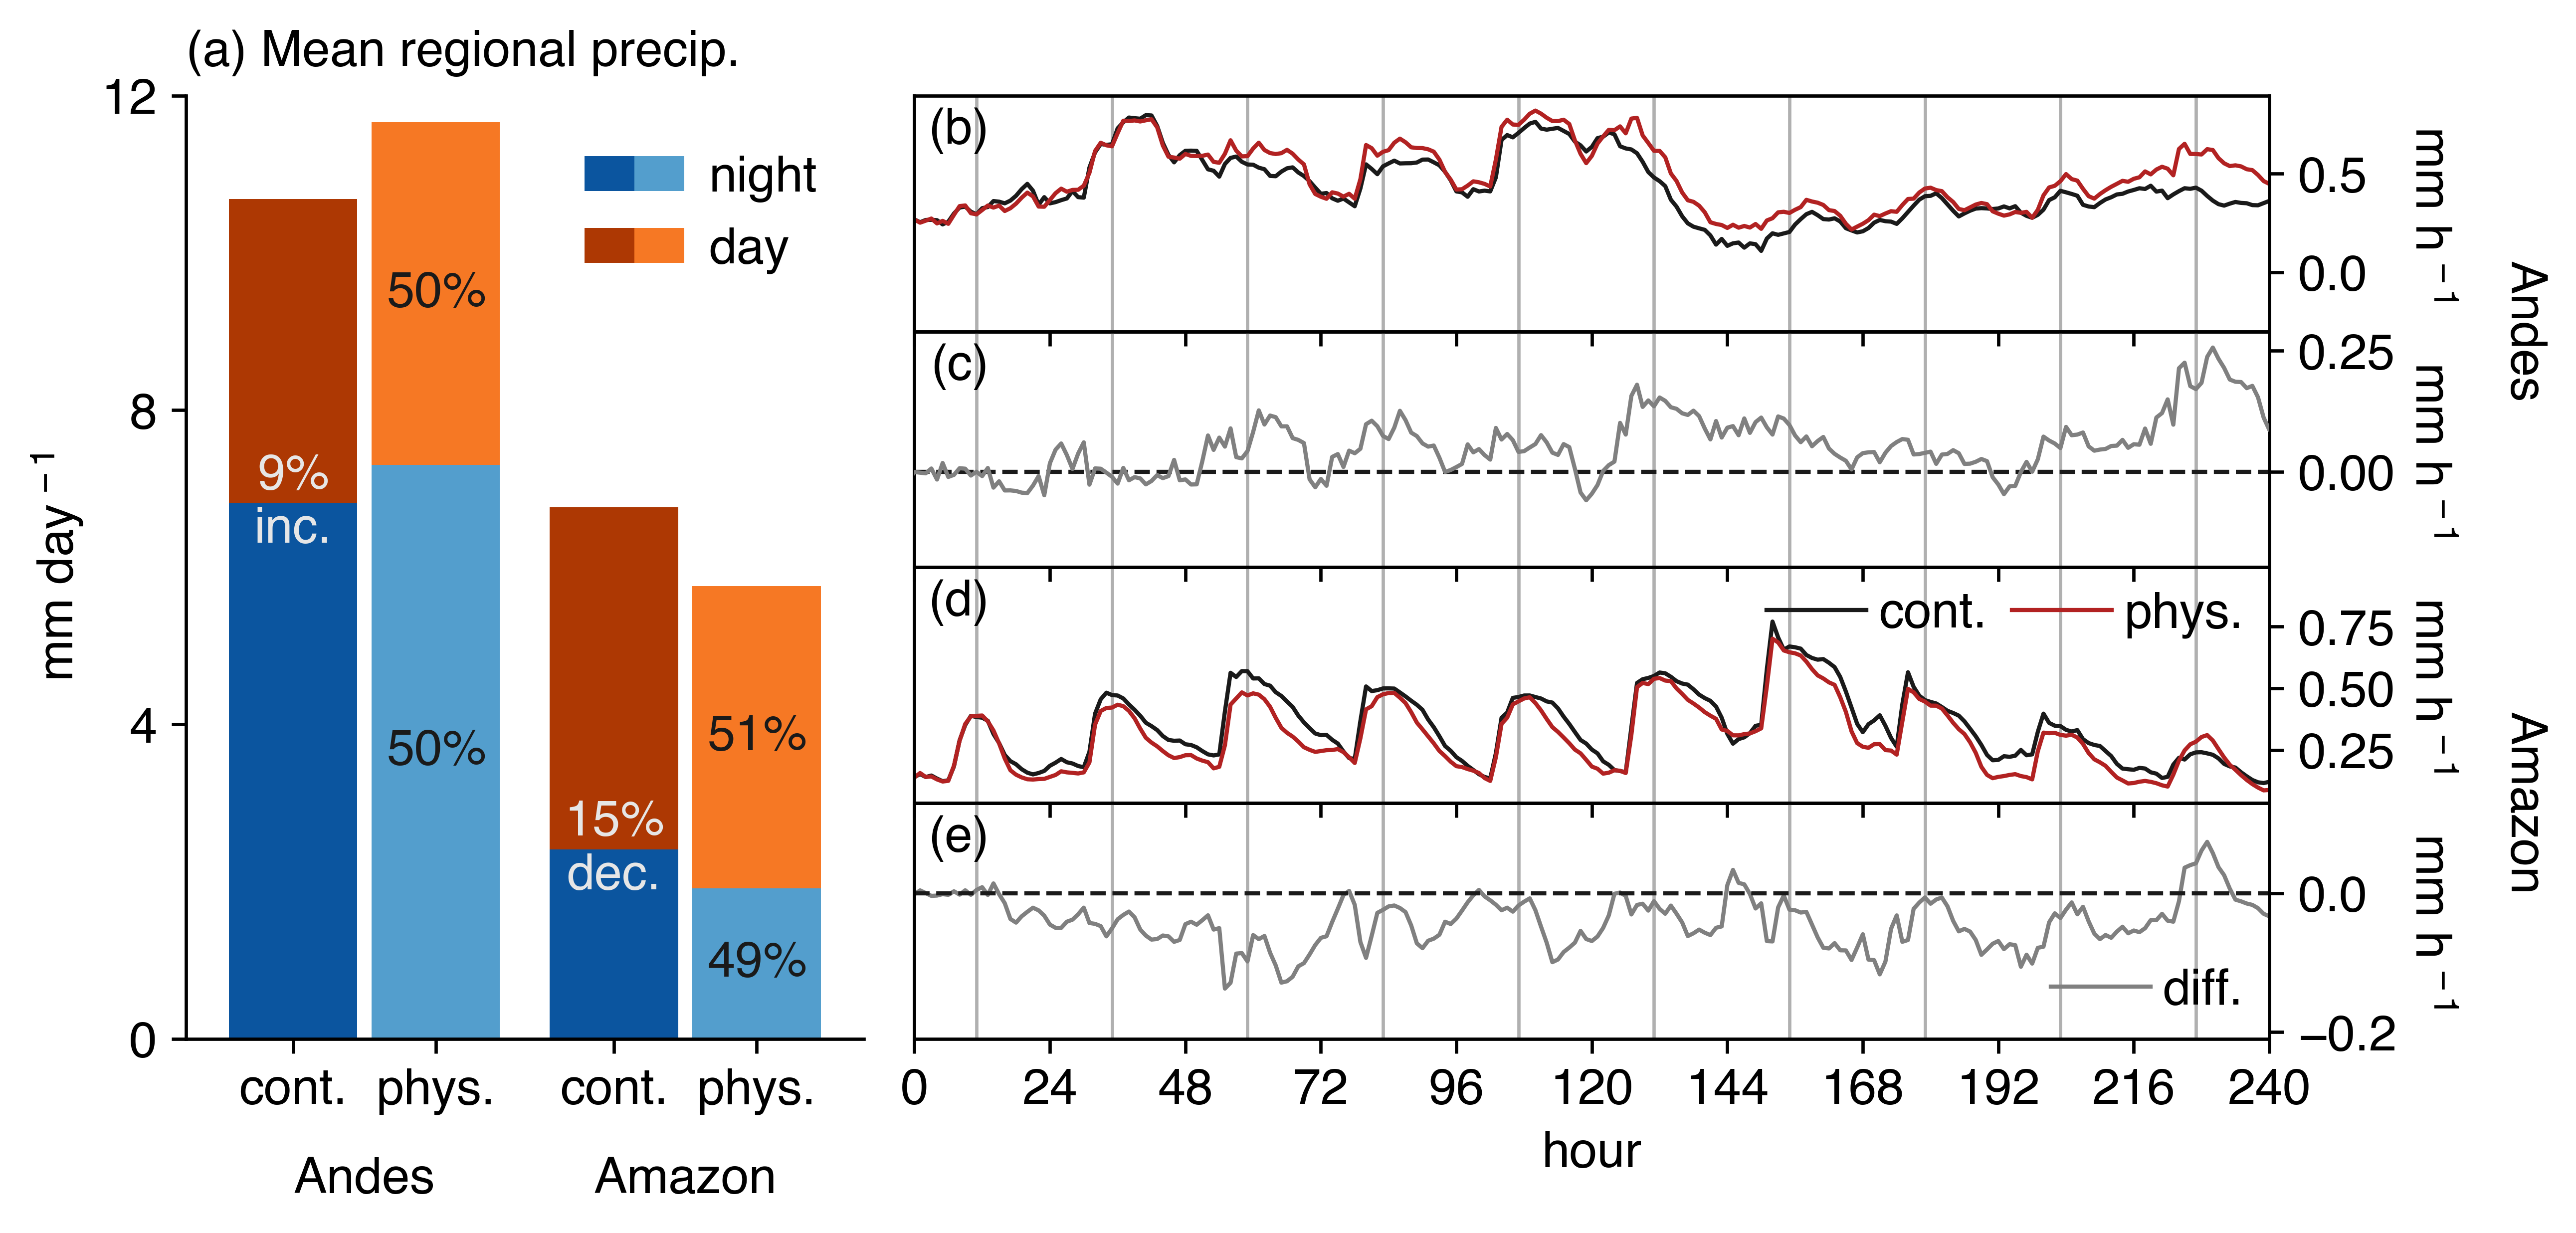 (a) Mean regional precip.
12
8
4
0
mm day⁻¹
night
day
50%
9%
inc.
50%
15%
dec.
51%
49%
cont. phys. cont. phys.
Andes Amazon
(b)
0.5
0.0
mm h⁻¹
(c)
0.25
0.00
mm h⁻¹
Andes
(d)
cont. phys.
0.75
0.50
0.25
mm h⁻¹
(e)
diff.
0.0
−0.2
mm h⁻¹
Amazon
0 24 48 72 96 120 144 168 192 216 240
hour